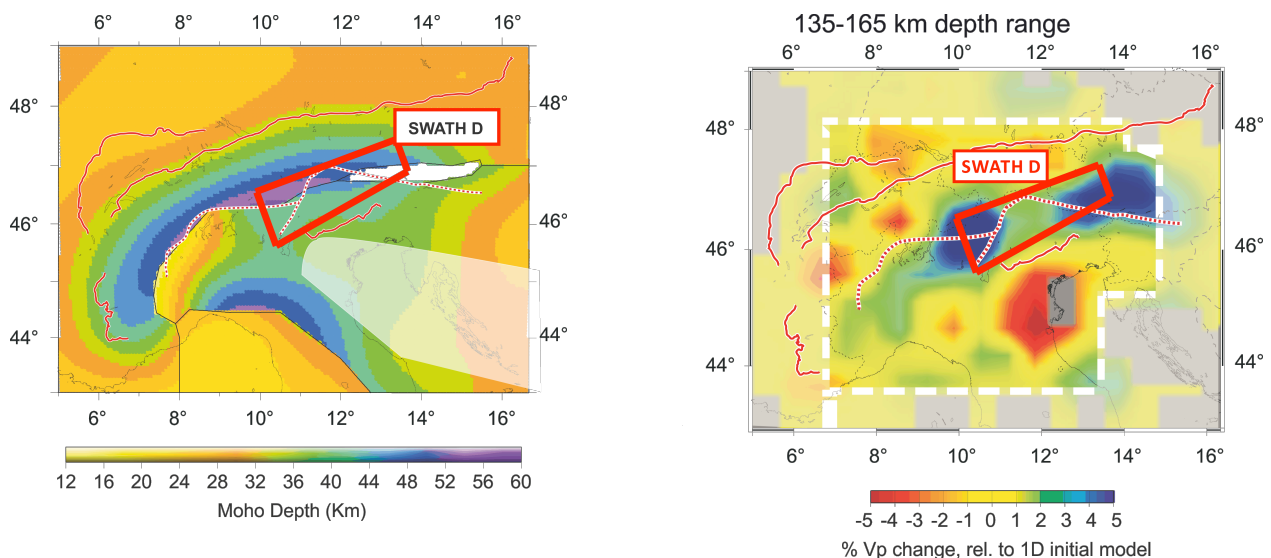 6° 8° 10° 12° 14° 16°
48° 48°
SWATH D
46° 46°
44° 44°
6° 8° 10° 12° 14° 16°
12 16 20 24 28 32 36 40 44 48 52 56 60
Moho Depth (Km)
135-165 km depth range
6° 8° 10° 12° 14° 16°
48° 48°
SWATH D
46° 46°
44° 44°
6° 8° 10° 12° 14° 16°
-5 -4 -3 -2 -1 0 1 2 3 4 5
% Vp change, rel. to 1D initial model